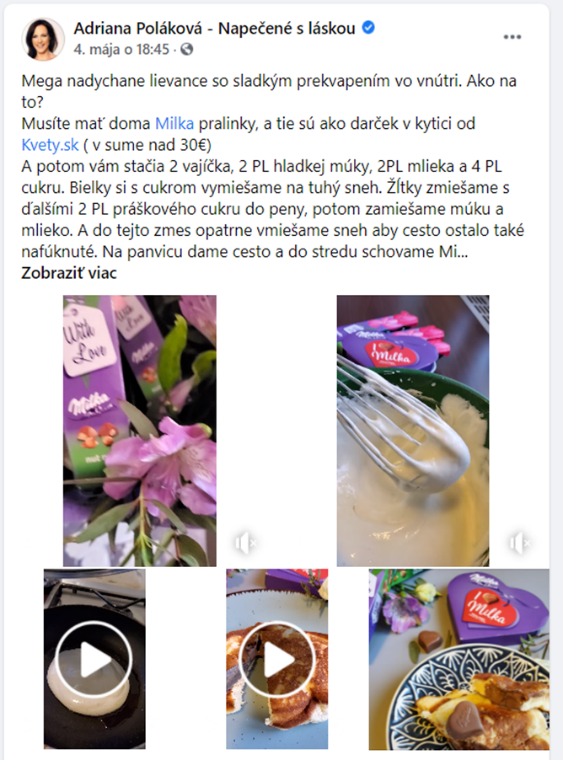 Adriana Poláková - Napečené s láskou
4. mája o 18:45 ·
Mega nadychane lievance so sladkým prekvapením vo vnútri. Ako na
to?
Musíte mať doma Milka pralinky, a tie sú ako darček v kytici od
Kvety.sk ( v sume nad 30€)
A potom vám stačia 2 vajíčka, 2 PL hladkej múky, 2PL mlieka a 4 PL
cukru. Bielky si s cukrom vymiešame na tuhý sneh. Žĺtky zmiešame s
ďalšími 2 PL práškového cukru do peny, potom zamiešame múku a
mlieko. A do tejto zmes opatrne vmiešame sneh aby cesto ostalo také
nafúknuté. Na panvicu dame cesto a do stredu schovame Mi...
Zobraziť viac
With
Love
Milka
I
Milka
Milka
I
Milka